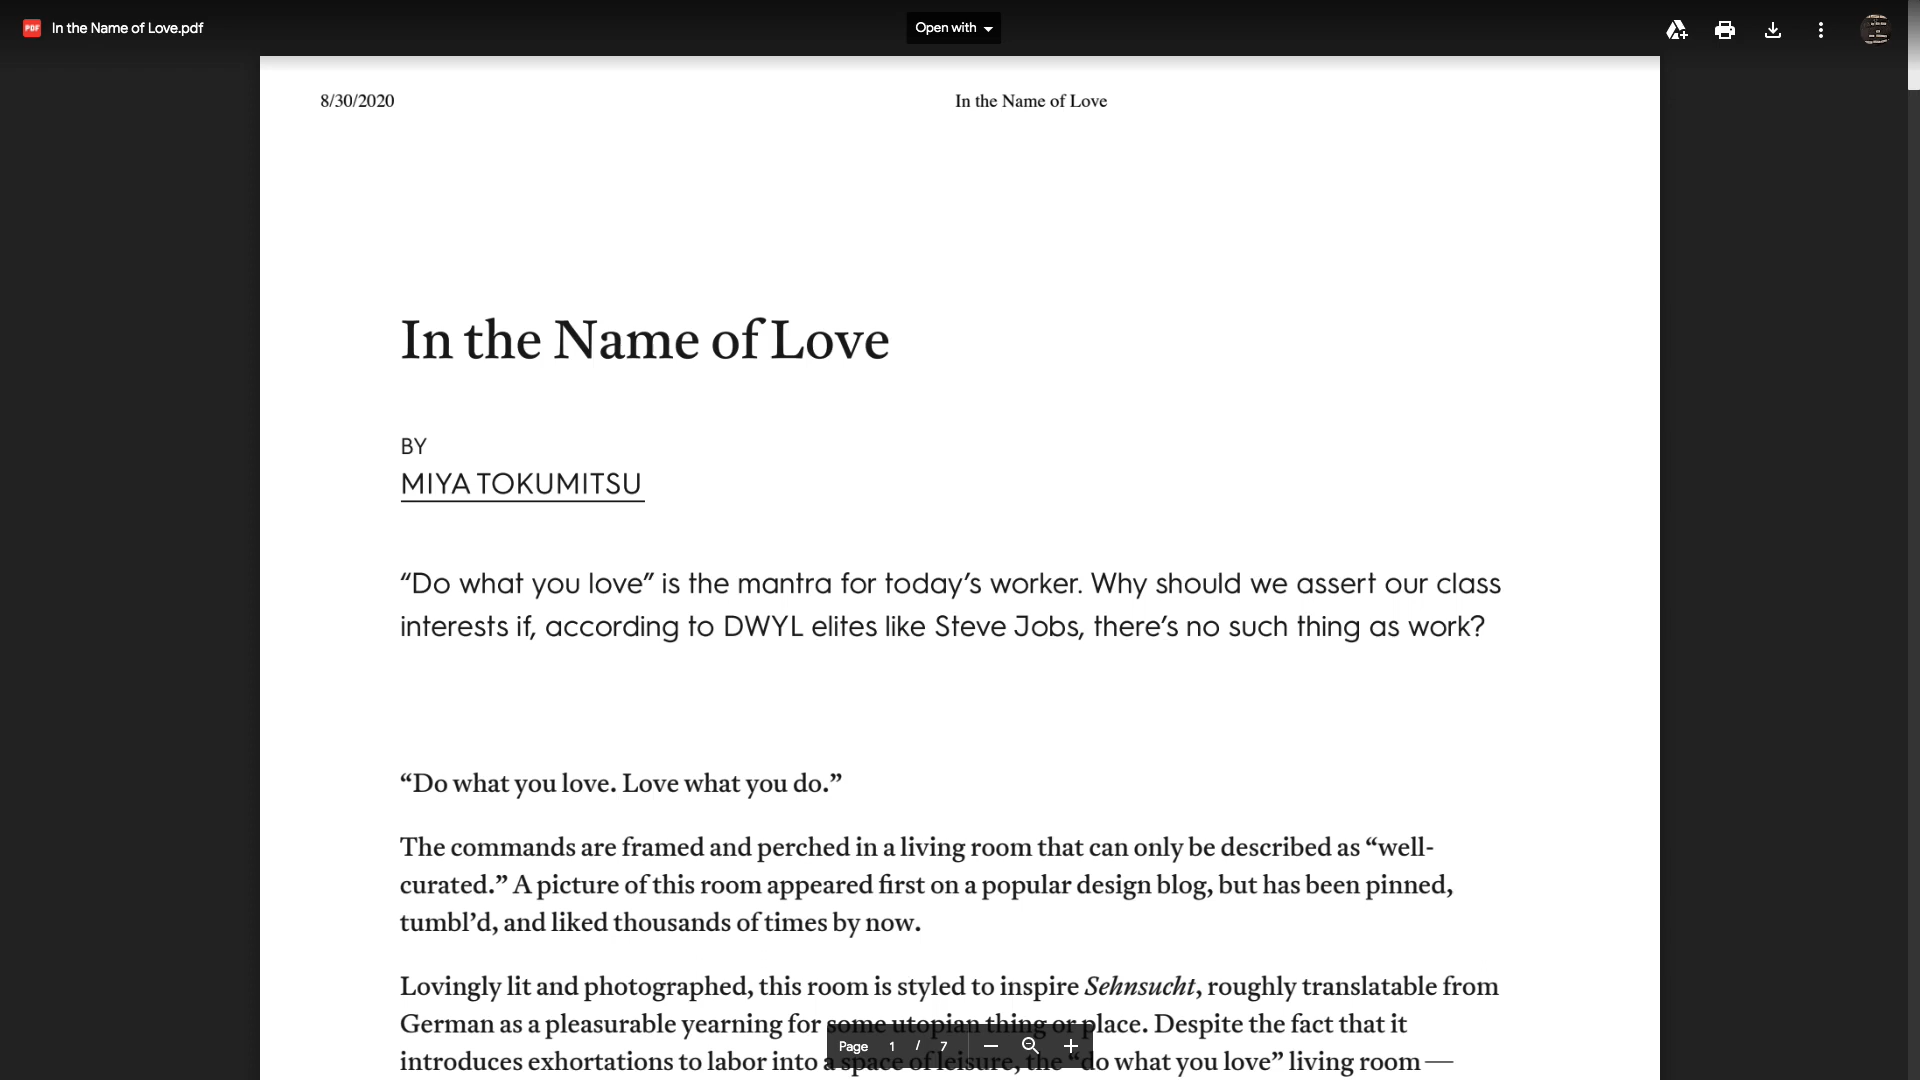 PDF In the Name of Love.pdf
Open with
8/30/2020 In the Name of Love
In the Name of Love
BY
MIYA TOKUMITSU
“Do what you love” is the mantra for today’s worker. Why should we assert our class
interests if, according to DWYL elites like Steve Jobs, there’s no such thing as work?
“Do what you love. Love what you do.”
The commands are framed and perched in a living room that can only be described as “well-
curated.” A picture of this room appeared first on a popular design blog, but has been pinned,
tumbl’d, and liked thousands of times by now.
Lovingly lit and photographed, this room is styled to inspire Sehnsucht, roughly translatable from
German as a pleasurable yearning for some utopian thing or place. Despite the fact that it
introduces exhortations to labor into a space of leisure, the “do what you love” living room —
Page 1 / 7